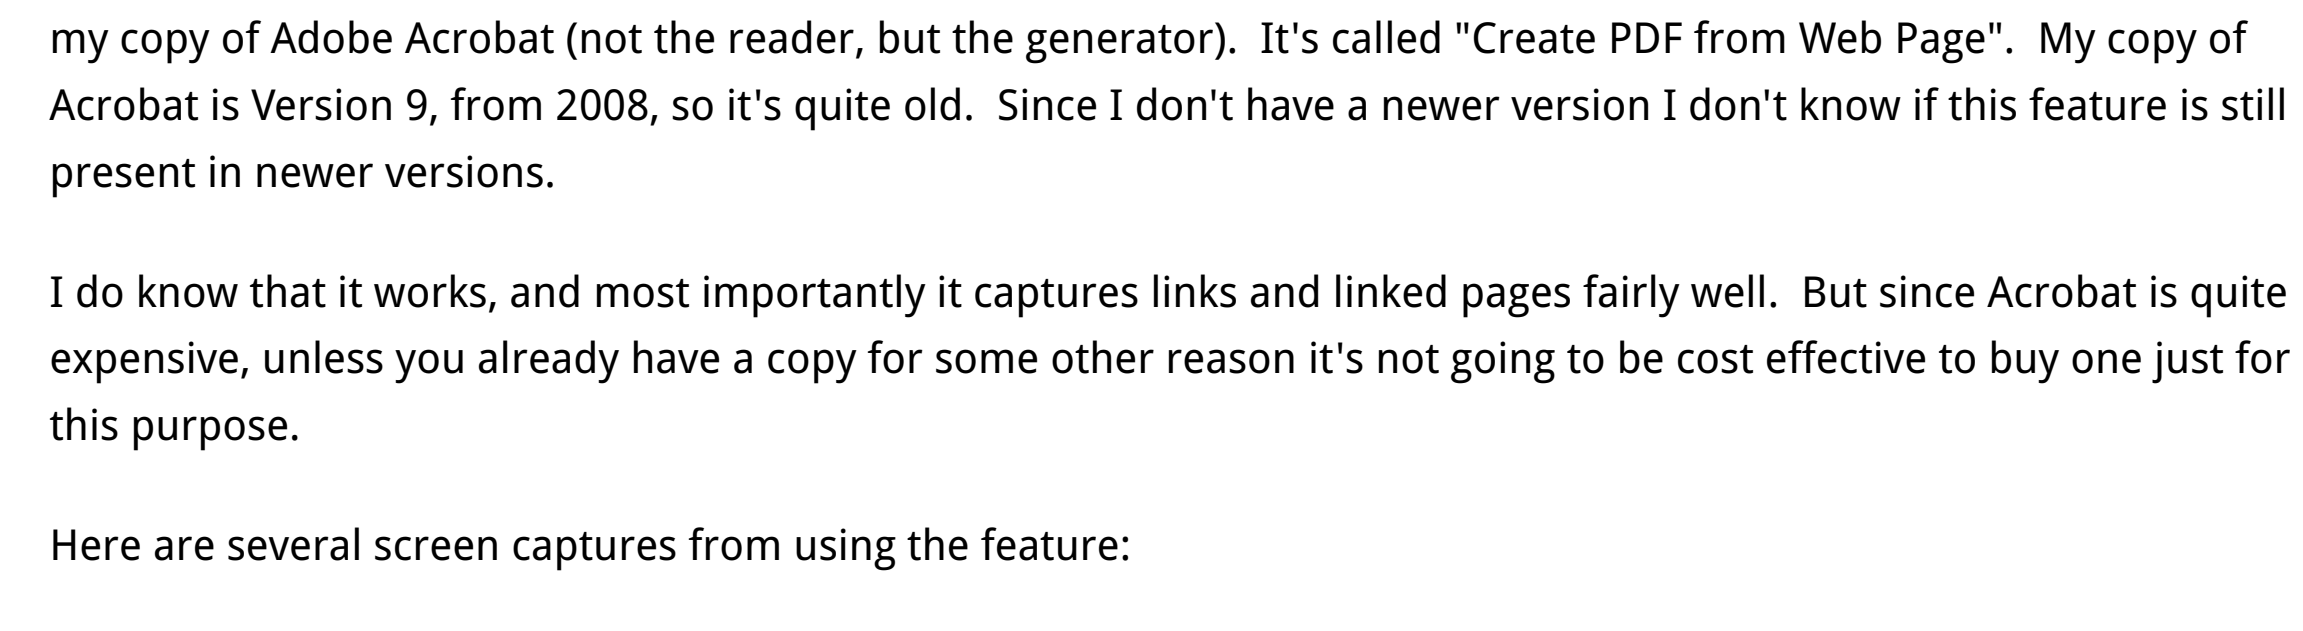 my copy of Adobe Acrobat (not the reader, but the generator).  It's called "Create PDF from Web Page".  My copy of
Acrobat is Version 9, from 2008, so it's quite old.  Since I don't have a newer version I don't know if this feature is still
present in newer versions.
I do know that it works, and most importantly it captures links and linked pages fairly well.  But since Acrobat is quite
expensive, unless you already have a copy for some other reason it's not going to be cost effective to buy one just for
this purpose.
Here are several screen captures from using the feature: